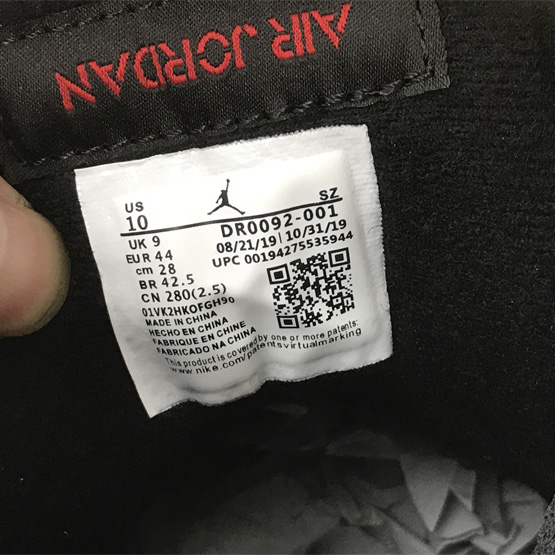 AIR JORDAN
US SZ
10 DR0092-001
UK 9 08/21/19 | 10/31/19
EUR 44 UPC 00194275535944
cm 28
BR 42.5
CN 280(2.5)
01VK2HKOFGH90
MADE IN CHINA
HECHO EN CHINA
FABRIQUE EN CHINE
FABRICADO NA CHINA
This product is covered by one or more patents:
www.nike.com/patentsvirtualmarking